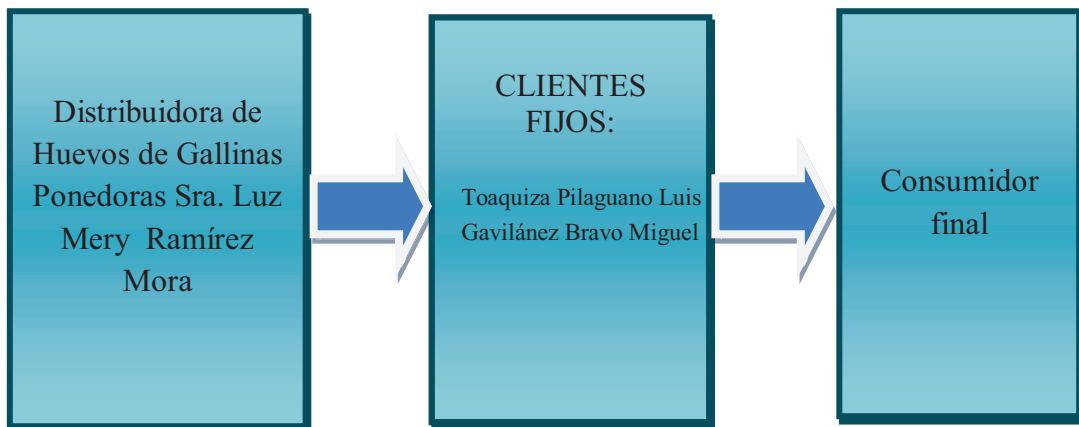 Distribuidora de
Huevos de Gallinas
Ponedoras Sra. Luz
Mery Ramírez
Mora
CLIENTES
FIJOS:
Toaquiza Pilaguano Luis
Gavilánez Bravo Miguel
Consumidor
final